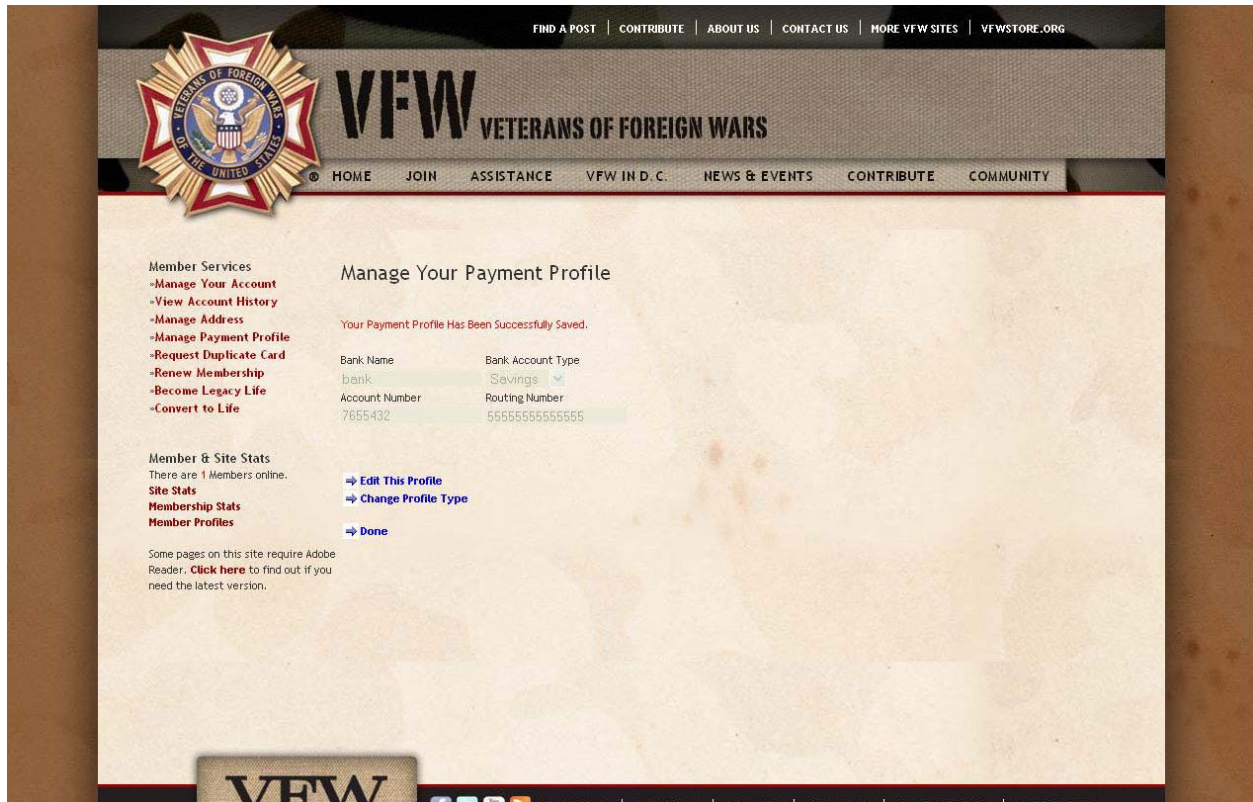 FIND A POST | CONTRIBUTE | ABOUT US | CONTACT US | MORE VFW SITES | VFWSTORE.ORG
VETERANS OF FOREIGN WARS
OF THE UNITED STATES
®
VFW VETERANS OF FOREIGN WARS
HOME JOIN ASSISTANCE VFW IN D.C. NEWS & EVENTS CONTRIBUTE COMMUNITY
Member Services
»Manage Your Account
»View Account History
»Manage Address
»Manage Payment Profile
»Request Duplicate Card
»Renew Membership
»Become Legacy Life
»Convert to Life
Member & Site Stats
There are 1 Members online.
Site Stats
Membership Stats
Member Profiles
Some pages on this site require Adobe
Reader. Click here to find out if you
need the latest version.
Manage Your Payment Profile
Your Payment Profile Has Been Successfully Saved.
Bank Name Bank Account Type
bank Savings
Account Number Routing Number
7655432 55555555555555
Edit This Profile
Change Profile Type
Done
VFW